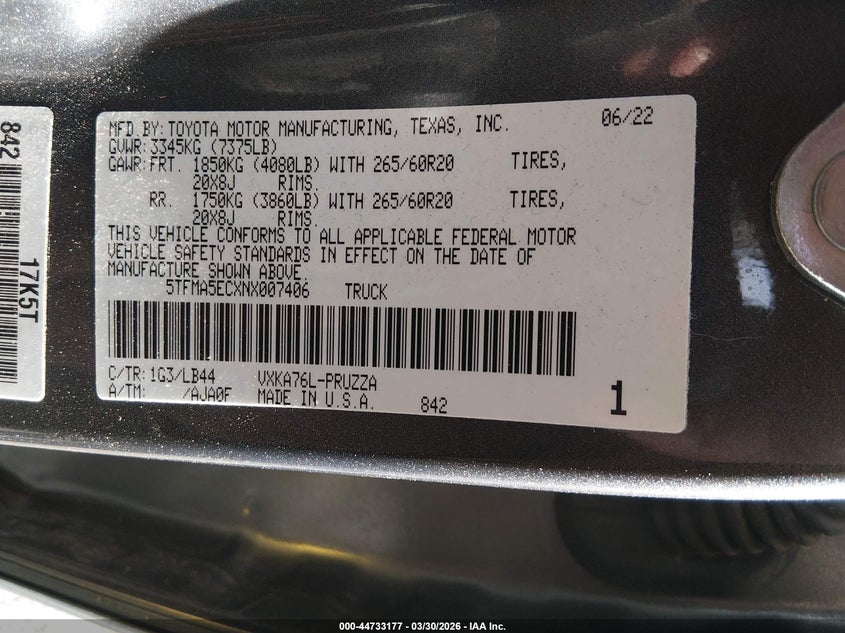 MFD BY: TOYOTA MOTOR MANUFACTURING, TEXAS, INC. 06/22
GVWR: 3345KG (7375LB)
GAWR: FRT. 1850KG (4080LB) WITH 265/60R20 TIRES,
20X8J RIMS.
RR. 1750KG (3860LB) WITH 265/60R20 TIRES,
20X8J RIMS.
THIS VEHICLE CONFORMS TO ALL APPLICABLE FEDERAL MOTOR
VEHICLE SAFETY STANDARDS IN EFFECT ON THE DATE OF
MANUFACTURE SHOWN ABOVE.
5TFMA5ECXNX007406 TRUCK
C/TR: 1G3/LB44 VXKA76L-PRUZZA
A/TM: /AJA0F MADE IN U.S.A. 842 1
842
17K5T
000-44733177 - 03/30/2026 - IAA Inc.